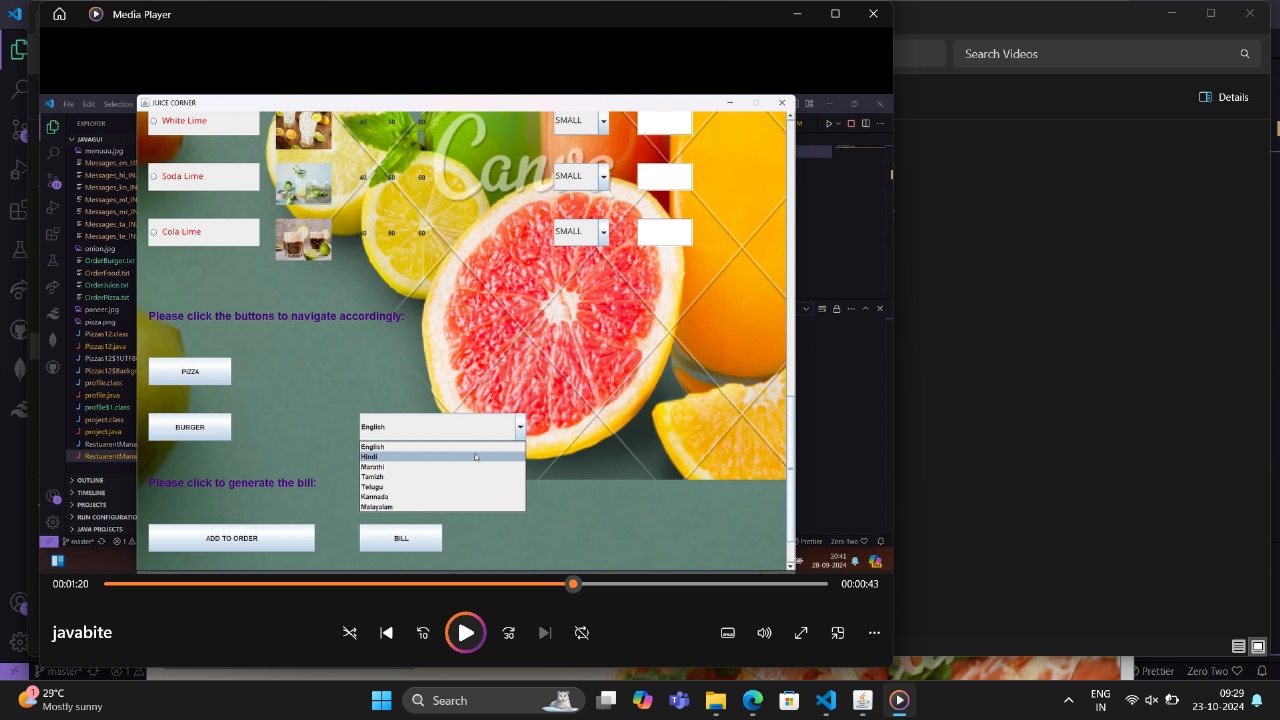 Media Player
Search Videos
Details
File Edit Selection
JUICE CORNER
EXPLORER
JAVAGUI
menuuu.jpg
Messages_en_US
Messages_hi_IN.
Messages_kn_IN.
Messages_ml_IN.
Messages_mr_IN.
Messages_ta_IN.
Messages_te_IN.
onion.jpg
OrderBurger.txt
OrderFood.txt
OrderJuice.txt
OrderPizza.txt
paneer.jpg
pizza.png
Pizzas12.class
Pizzas12.java
Pizzas12$1UTF8
Pizzas12$Backgr
profile.class
profile.java
profile$1.class
project.class
project.java
RestuarentMana
RestuarentMana
OUTLINE
TIMELINE
PROJECTS
RUN CONFIGURATIO
JAVA PROJECTS
master*
1
White Lime
40 50 60
SMALL
Soda Lime
40 50 60
SMALL
Cola Lime
40 50 60
SMALL
Canva
Please click the buttons to navigate accordingly:
PIZZA
BURGER
English
English
Hindi
Marathi
Tamizh
Telugu
Kannada
Malayalam
Please click to generate the bill:
ADD TO ORDER
BILL
Prettier Zero Two
20:41
28-09-2024
00:01:20
00:00:43
javabite
10
30
master*
1
Prettier Zero Two
1
29°C
Mostly sunny
Search
ENG
IN
09:29
23-10-2024